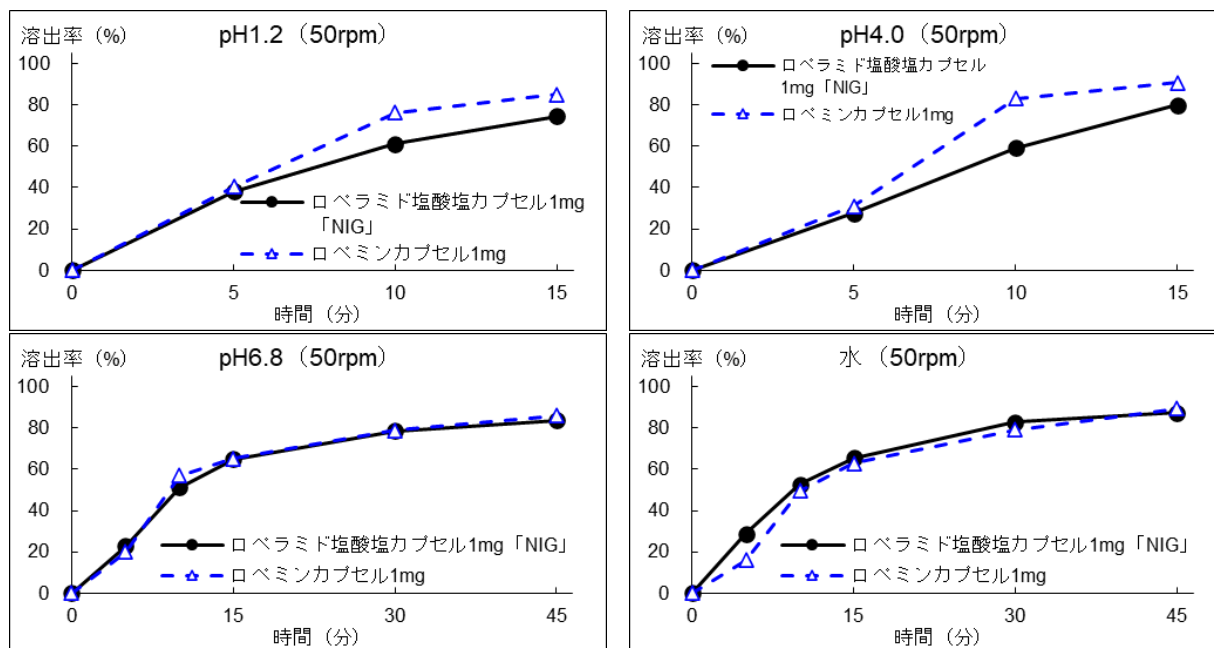 溶出率 (%)
pH1.2（50rpm）
100
80
60
40
20
0
ロペラミド塩酸塩カプセル1mg
「NIG」
ロペミンカプセル1mg
0 5 10 15
時間（分）
溶出率 (%)
pH4.0（50rpm）
100
80
60
40
20
0
ロペラミド塩酸塩カプセル
1mg「NIG」
ロペミンカプセル1mg
0 5 10 15
時間（分）
溶出率 (%)
pH6.8（50rpm）
100
80
60
40
20
0
ロペラミド塩酸塩カプセル1mg「NIG」
ロペミンカプセル1mg
0 15 30 45
時間（分）
溶出率 (%)
水（50rpm）
100
80
60
40
20
0
ロペラミド塩酸塩カプセル1mg「NIG」
ロペミンカプセル1mg
0 15 30 45
時間（分）